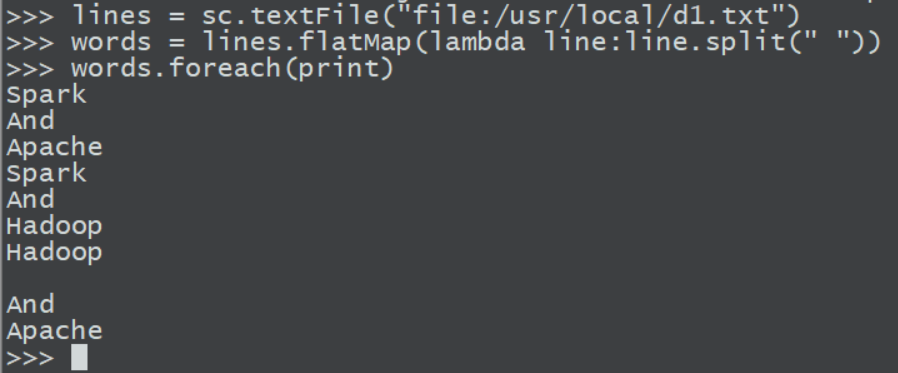 >>> lines = sc.textFile("file:/usr/local/d1.txt")
>>> words = lines.flatMap(lambda line:line.split(" "))
>>> words.foreach(print)
Spark
And
Apache
Spark
And
Hadoop
Hadoop

And
Apache
>>>